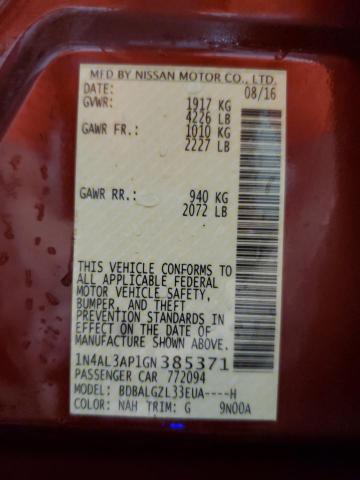 MFD BY NISSAN MOTOR CO., LTD.
DATE: 08/16
GVWR: 1917 KG
4226 LB
GAWR FR.: 1010 KG
2227 LB
GAWR RR.: 940 KG
2072 LB
THIS VEHICLE CONFORMS TO
ALL APPLICABLE FEDERAL
MOTOR VEHICLE SAFETY,
BUMPER, AND THEFT
PREVENTION STANDARDS IN
EFFECT ON THE DATE OF
MANUFACTURE SHOWN ABOVE.
1N4AL3AP1GN385371
PASSENGER CAR 772094
MODEL: BDBALGZL33EUA----H
COLOR: NAH TRIM: G 9N00A